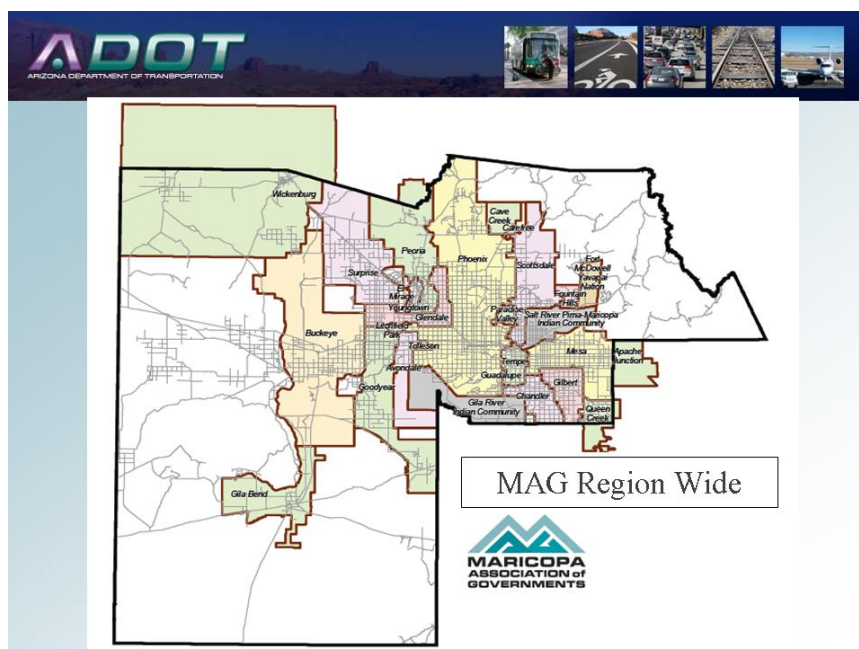 ADOT
ARIZONA DEPARTMENT OF TRANSPORTATION
Wickenburg
Cave
Creek
Carefree
Peoria
Phoenix
Scottsdale
Fort
McDowell
Yavapai
Nation
Surprise
El
Mirage
Youngtown
Fountain
Hills
Glendale
Paradise
Valley
Salt River Pima-Maricopa
Indian Community
Buckeye
Litchfield
Park
Tolleson
Mesa
Apache
Junction
Tempe
Avondale
Guadalupe
Goodyear
Gilbert
Chandler
Gila River
Indian Community
Queen
Creek
Gila Bend
MAG Region Wide
MARICOPA
ASSOCIATION of
GOVERNMENTS